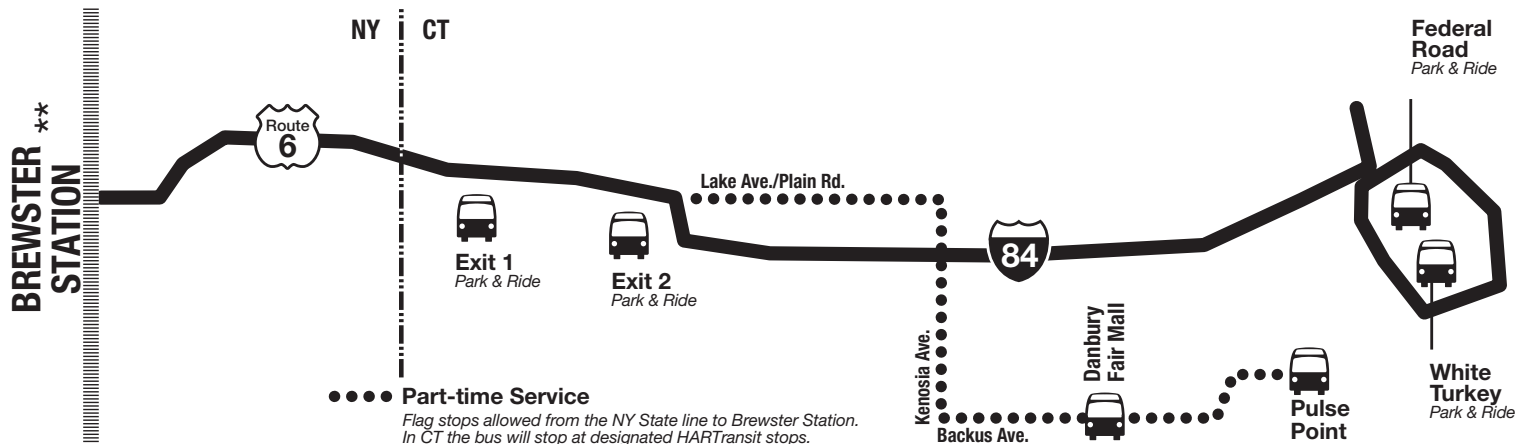 BREWSTER **
STATION
NY
CT
Route
6
Exit 1
Park & Ride
Exit 2
Park & Ride
Lake Ave./Plain Rd.
84
Federal
Road
Park & Ride
White
Turkey
Park & Ride
Kenosia Ave.
Danbury
Fair Mall
Backus Ave.
Pulse
Point
Part-time Service
Flag stops allowed from the NY State line to Brewster Station.
In CT the bus will stop at designated HARTransit stops.